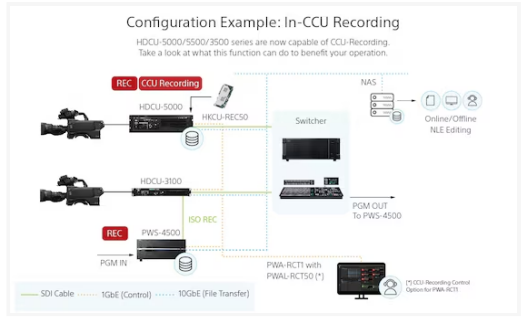 Configuration Example: In-CCU Recording
HDCU-5000/5500/3500 series are now capable of CCU-Recording.
Take a look at what this function can do to benefit your operation.
REC
CCU Recording
HDCU-5000
HKCU-REC50
NAS
Online/Offline
NLE Editing
Switcher
HDCU-3100
ISO REC
PGM OUT
To PWS-4500
REC
PWS-4500
PGM IN
PWA-RCT1 with
PWAL-RCT50 (*)
(*) CCU-Recording Control
Option for PWA-RCT1
SDI Cable
1GbE (Control)
10GbE (File Transfer)